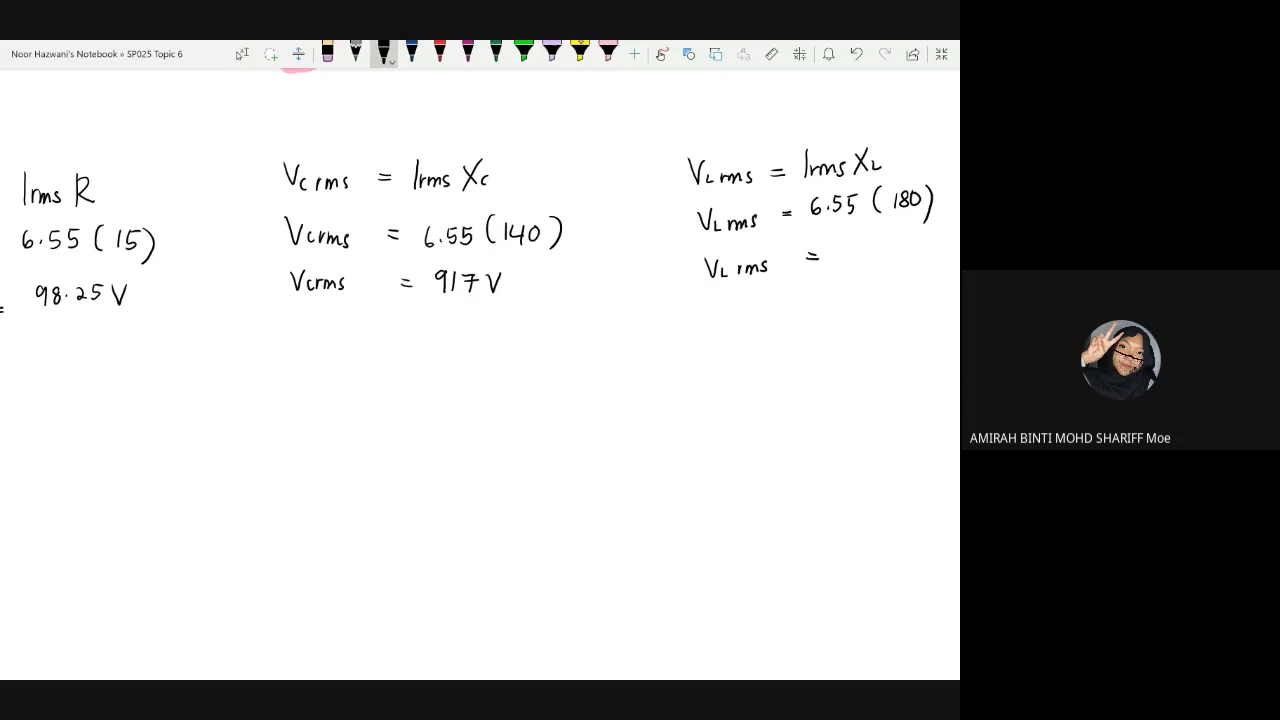 Noor Hazwani's Notebook » SP025 Topic 6
Irms R
6.55 (15)
= 98.25 V
Vc rms = Irms Xc
Vcrms = 6.55 (140)
Vcrms = 917 V
VL rms = Irms XL
VL rms = 6.55 (180)
VL rms =
AMIRAH BINTI MOHD SHARIFF Moe